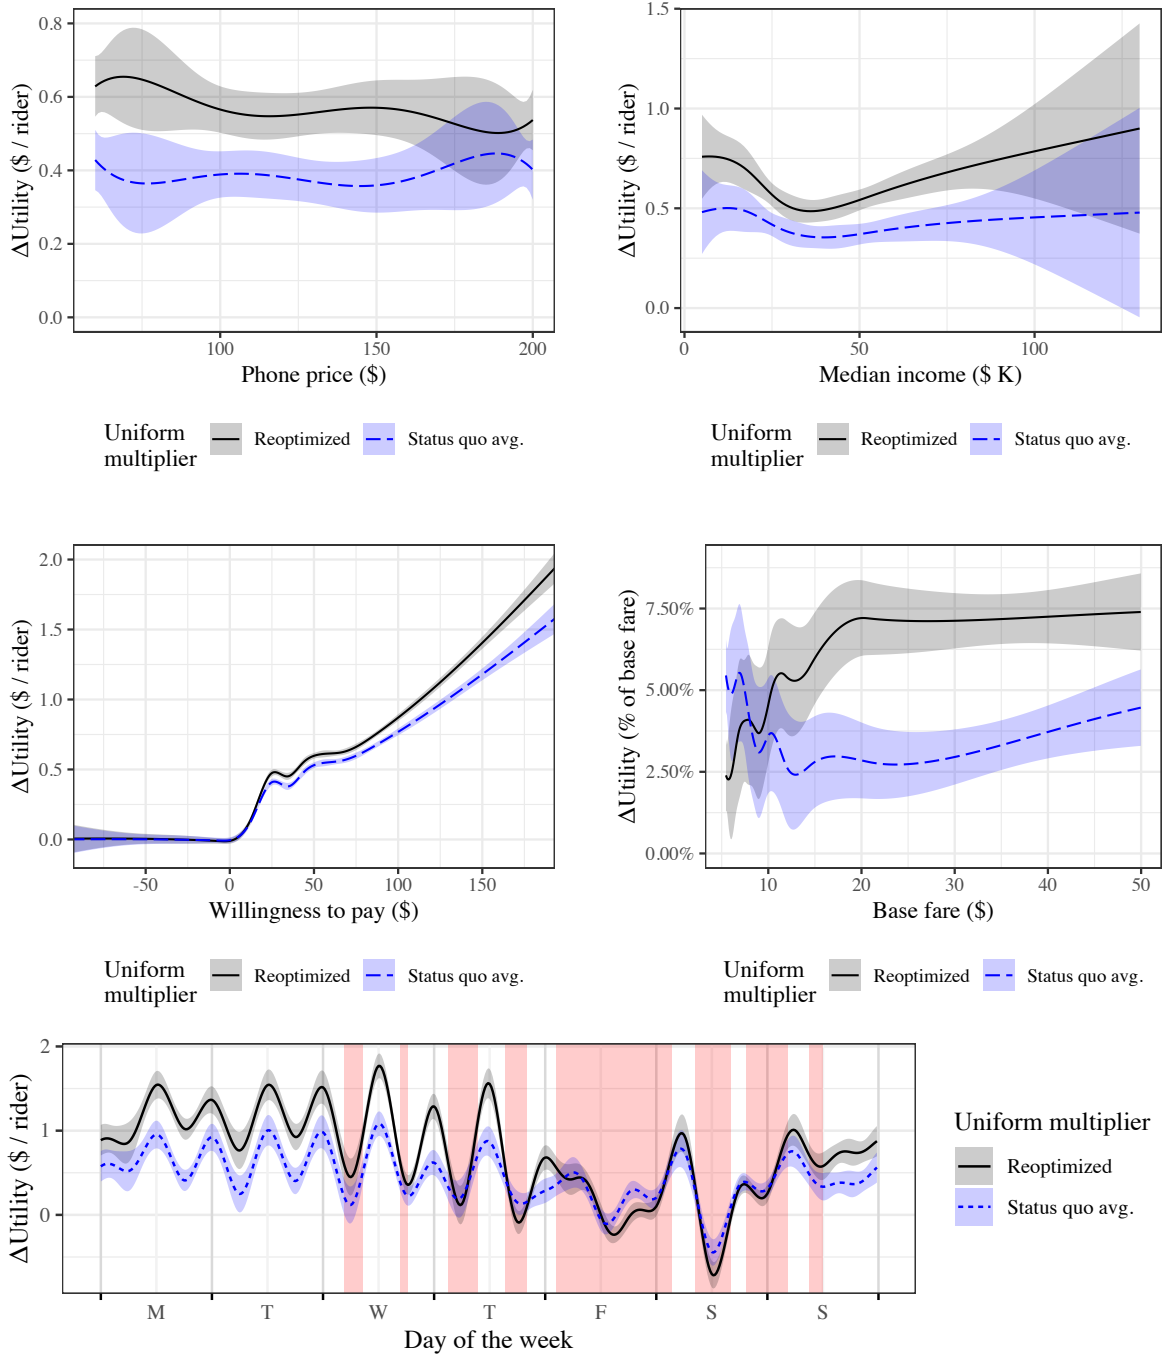 0.8
0.6
0.4
0.2
0.0
ΔUtility ($ / rider)
100
150
200
Phone price ($)
Uniform
multiplier
Reoptimized
Status quo avg.
1.5
1.0
0.5
0.0
ΔUtility ($ / rider)
0
50
100
Median income ($ K)
Uniform
multiplier
Reoptimized
Status quo avg.
2.0
1.5
1.0
0.5
0.0
ΔUtility ($ / rider)
-50
0
50
100
150
Willingness to pay ($)
Uniform
multiplier
Reoptimized
Status quo avg.
7.50%
5.00%
2.50%
0.00%
ΔUtility (% of base fare)
10
20
30
40
50
Base fare ($)
Uniform
multiplier
Reoptimized
Status quo avg.
2
1
0
ΔUtility ($ / rider)
M
T
W
T
F
S
S
Day of the week
Uniform multiplier
Reoptimized
Status quo avg.